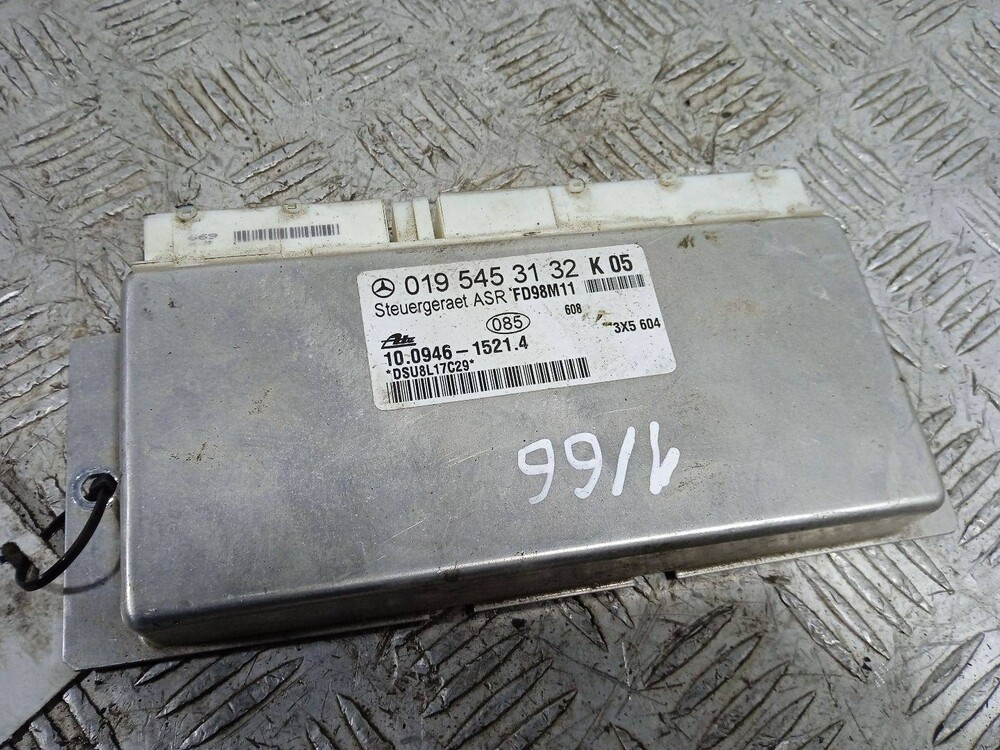 019 545 31 32 K 05
Steuergeraet ASR FD98M11
085 608 3X5 604
Ate
10.0946-1521.4
*DSU8L17C29*
1/66